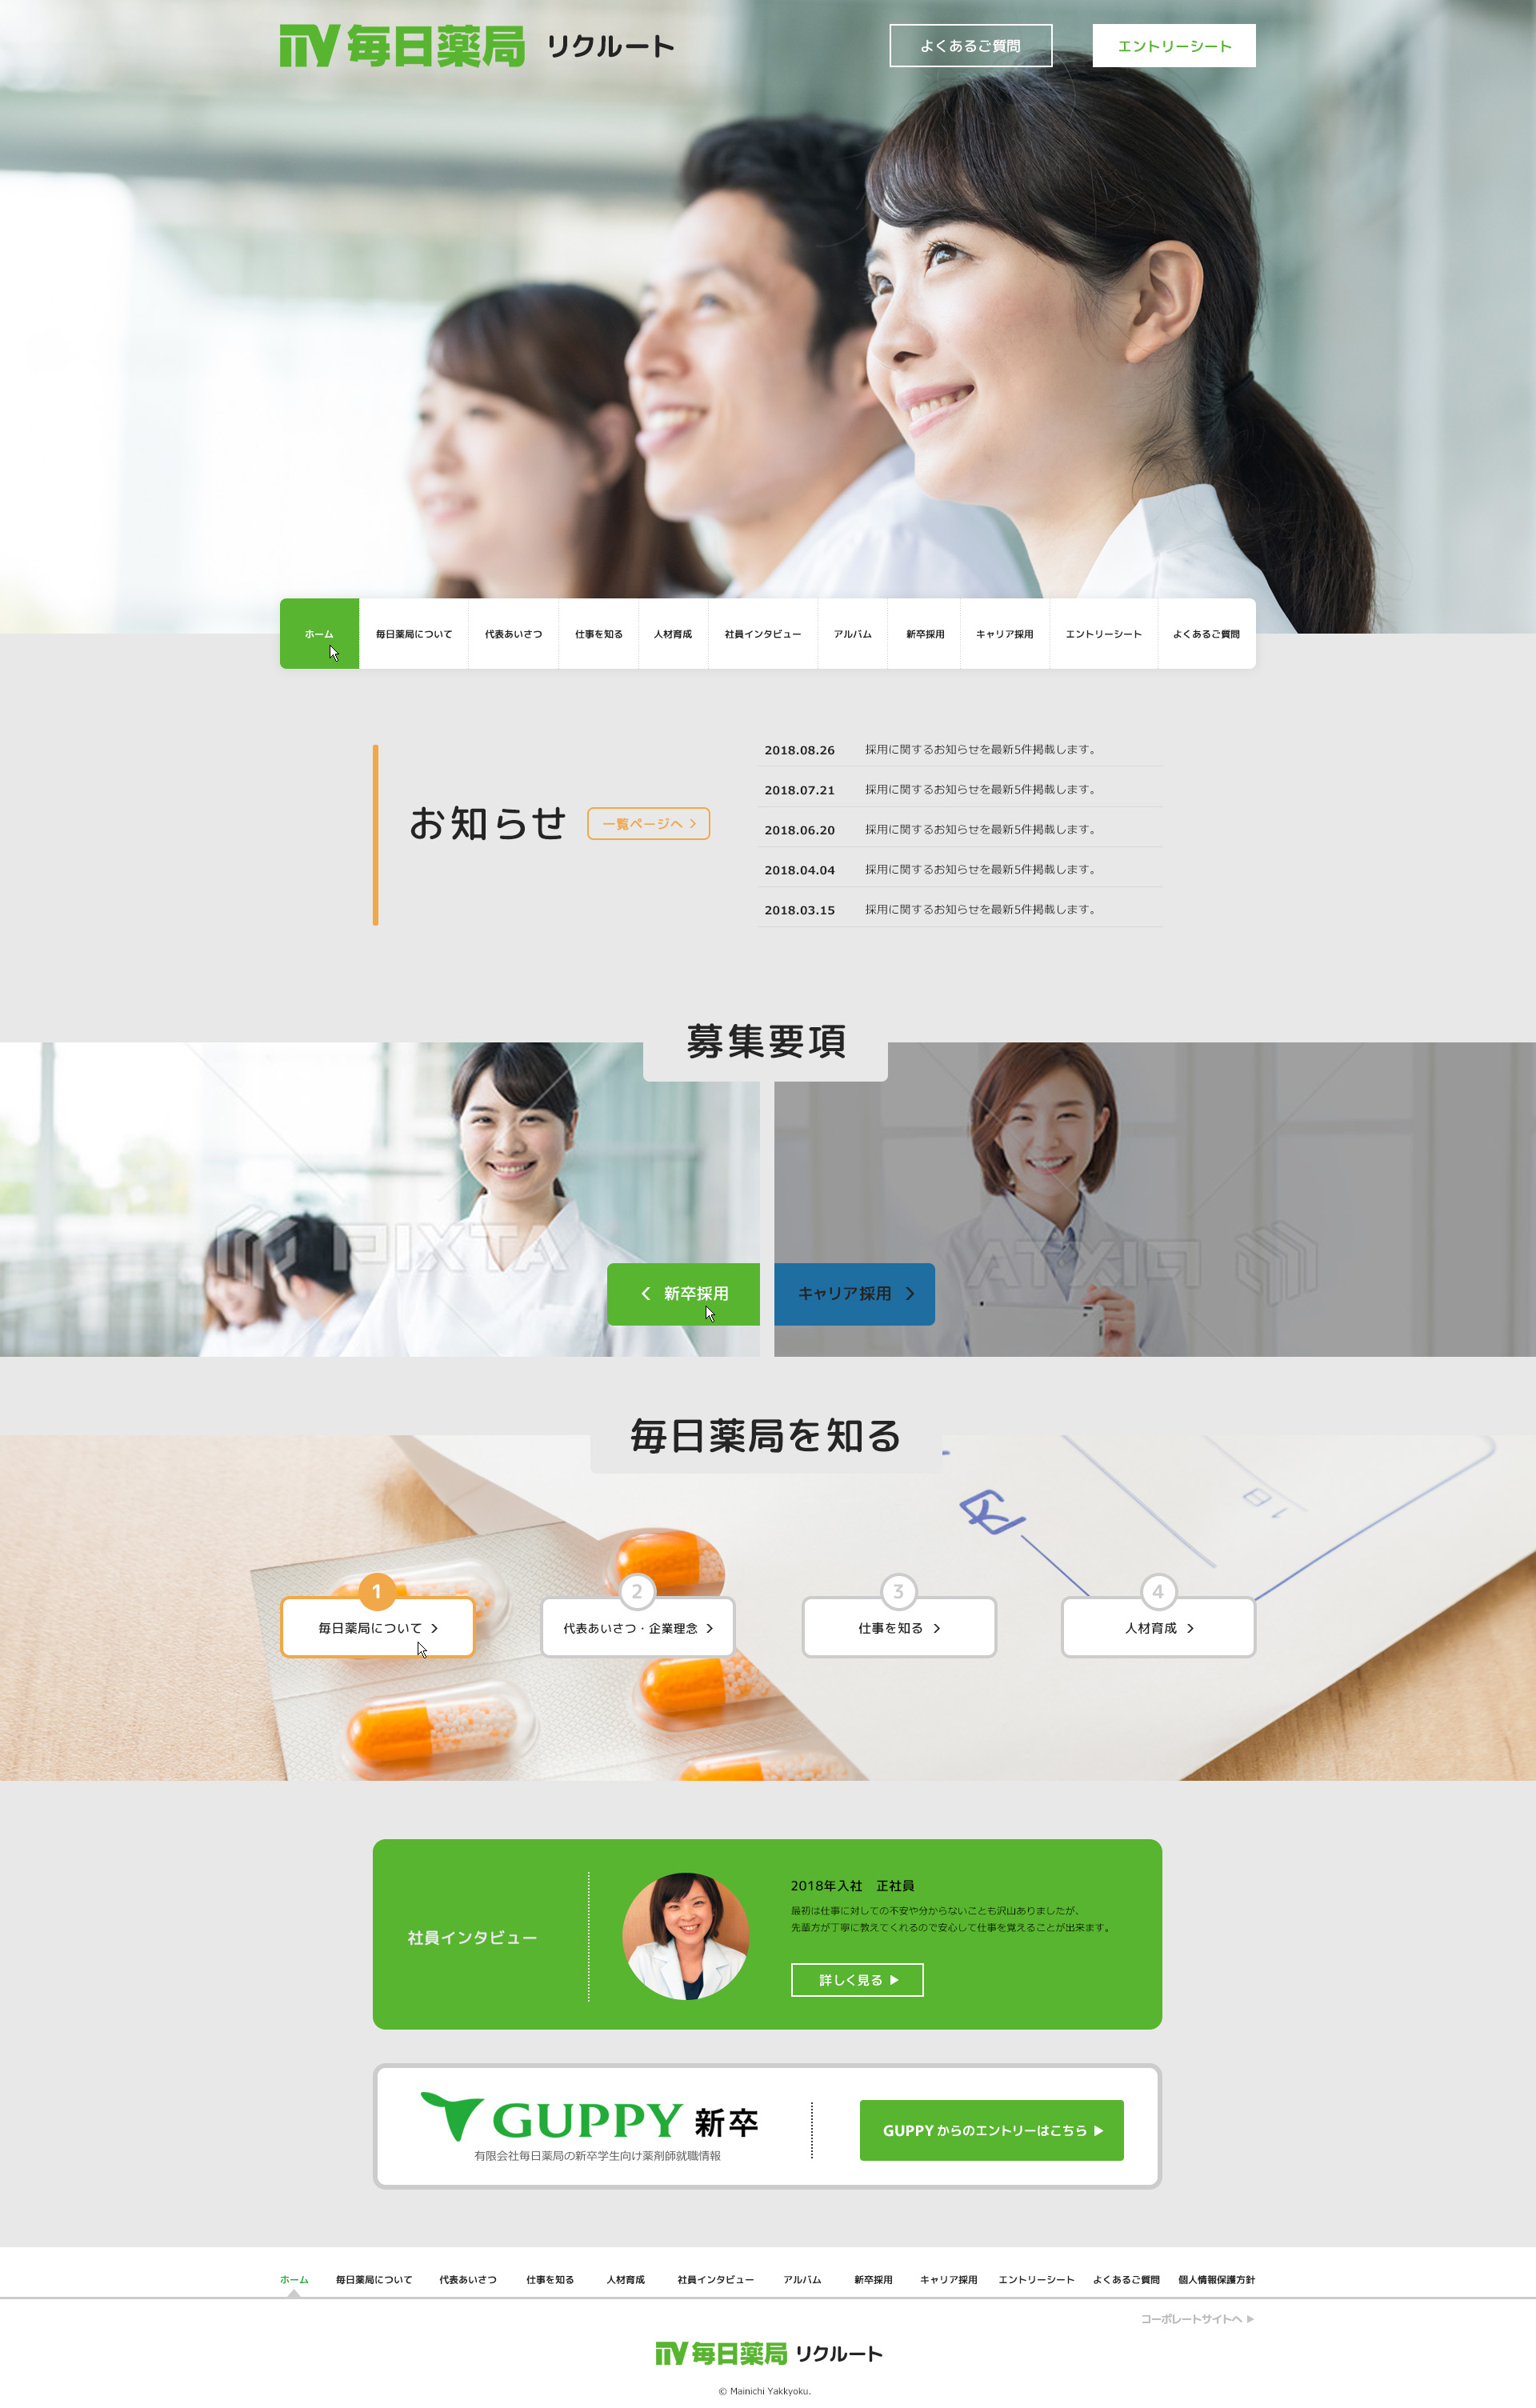 毎日薬局 リクルート
よくあるご質問
エントリーシート
ホーム
毎日薬局について
代表あいさつ
仕事を知る
人材育成
社員インタビュー
アルバム
新卒採用
キャリア採用
エントリーシート
よくあるご質問
お知らせ
一覧ページへ
2018.08.26 採用に関するお知らせを最新5件掲載します。
2018.07.21 採用に関するお知らせを最新5件掲載します。
2018.06.20 採用に関するお知らせを最新5件掲載します。
2018.04.04 採用に関するお知らせを最新5件掲載します。
2018.03.15 採用に関するお知らせを最新5件掲載します。
募集要項
PIXTA
PIXTA
新卒採用
キャリア採用
毎日薬局を知る
1
毎日薬局について
2
代表あいさつ・企業理念
3
仕事を知る
4
人材育成
社員インタビュー
2018年入社 正社員
最初は仕事に対しての不安や分からないことも沢山ありましたが、
先輩方が丁寧に教えてくれるので安心して仕事を覚えることが出来ます。
詳しく見る ▶
GUPPY 新卒
有限会社毎日薬局の新卒学生向け薬剤師就職情報
GUPPY からのエントリーはこちら ▶
ホーム
毎日薬局について
代表あいさつ
仕事を知る
人材育成
社員インタビュー
アルバム
新卒採用
キャリア採用
エントリーシート
よくあるご質問
個人情報保護方針
コーポレートサイトへ ▶
毎日薬局 リクルート
© Mainichi Yakkyoku.